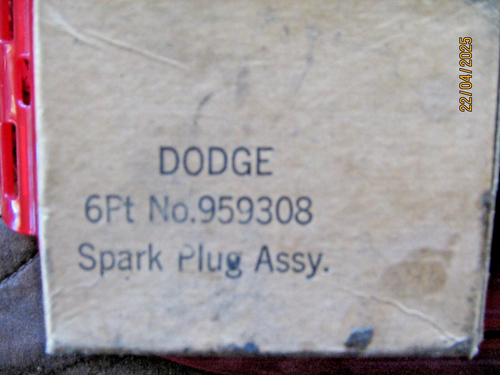 DODGE
6Pt No.959308
Spark Plug Assy.
22/04/2025